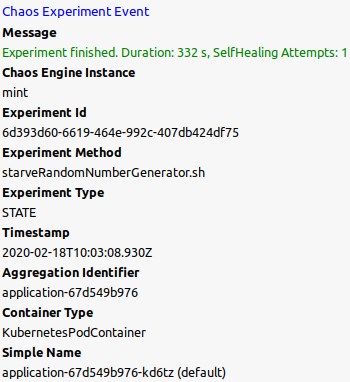 Chaos Experiment Event
Message
Experiment finished. Duration: 332 s, SelfHealing Attempts: 1
Chaos Engine Instance
mint
Experiment Id
6d393d60-6619-464e-992c-407db424df75
Experiment Method
starveRandomNumberGenerator.sh
Experiment Type
STATE
Timestamp
2020-02-18T10:03:08.930Z
Aggregation Identifier
application-67d549b976
Container Type
KubernetesPodContainer
Simple Name
application-67d549b976-kd6tz (default)